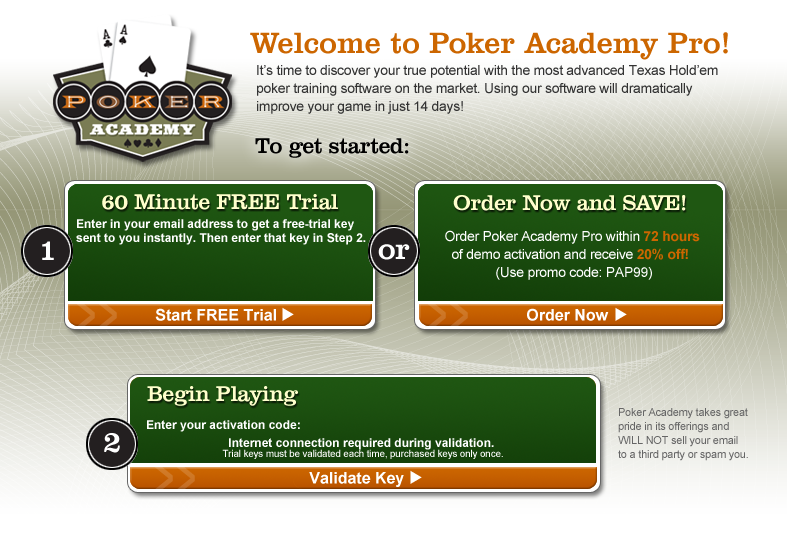 A
A
POKER
ACADEMY
Welcome to Poker Academy Pro!
It's time to discover your true potential with the most advanced Texas Hold'em
poker training software on the market. Using our software will dramatically
improve your game in just 14 days!
To get started:
1
60 Minute FREE Trial
Enter in your email address to get a free-trial key
sent to you instantly. Then enter that key in Step 2.
Start FREE Trial
or
Order Now and SAVE!
Order Poker Academy Pro within 72 hours
of demo activation and receive 20% off!
(Use promo code: PAP99)
Order Now
2
Begin Playing
Enter your activation code:
Internet connection required during validation.
Trial keys must be validated each time, purchased keys only once.
Validate Key
Poker Academy takes great
pride in its offerings and
WILL NOT sell your email
to a third party or spam you.